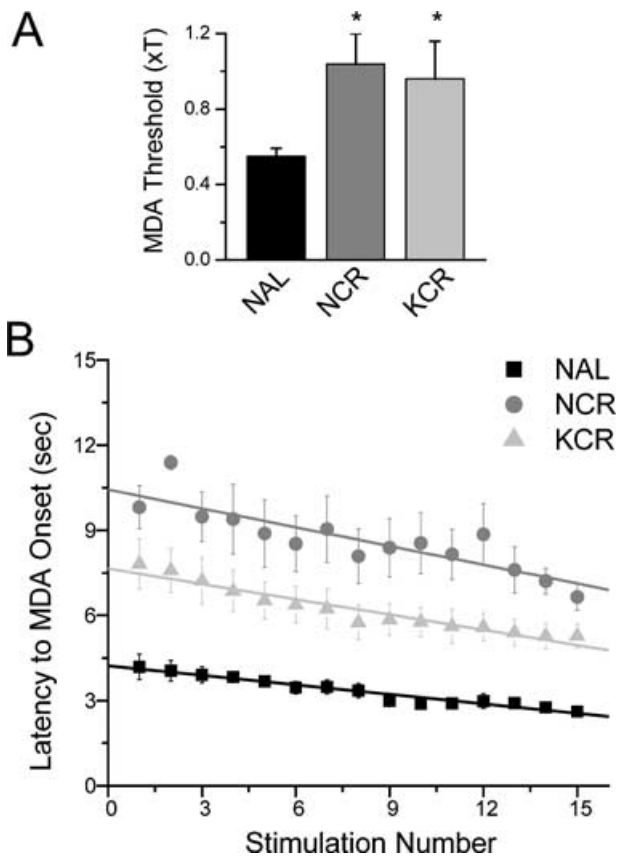 A
MDA Threshold (xT)
1.2
0.8
0.4
0.0
* *
NAL NCR KCR
B
Latency to MDA Onset (sec)
15
12
9
6
3
0
NAL
NCR
KCR
0 3 6 9 12 15
Stimulation Number